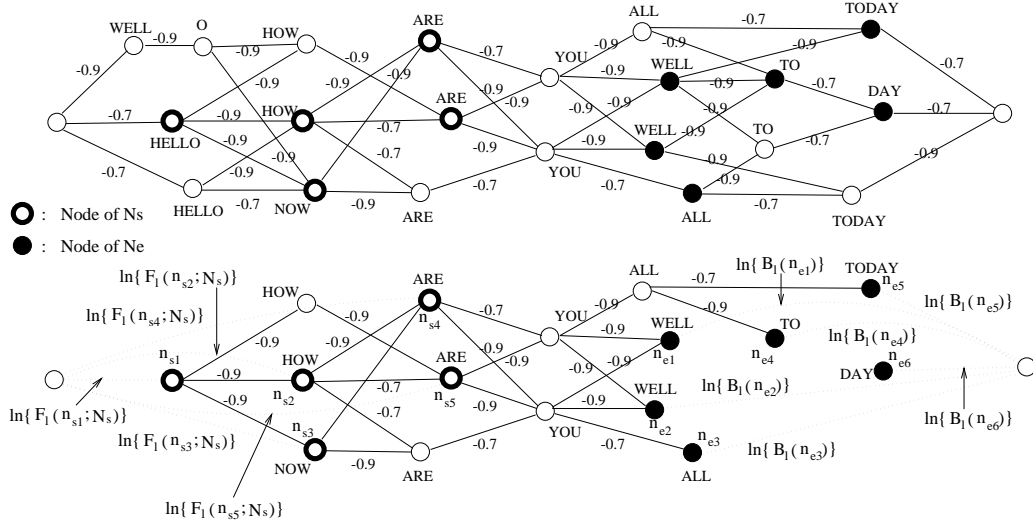 ALL
TODAY
WELL
O
HOW
ARE
-0.7
-0.9
-0.9
-0.9
-0.9
-0.7
-0.9
-0.9
YOU
WELL
TO
-0.9
-0.9
-0.7
-0.9
-0.9
-0.9
-0.9
-0.9
HOW
ARE
-0.9
-0.9
-0.9
-0.7
DAY
-0.7
-0.9
-0.7
-0.7
HELLO
-0.9
-0.9
-0.7
-0.9
-0.9
WELL
-0.9
TO
-0.7
-0.7
-0.9
-0.9
-0.7
YOU
-0.7
-0.9
0.9
-0.9
HELLO
-0.7
NOW
-0.9
ARE
-0.7
ALL
-0.7
TODAY
: Node of Ns
: Node of Ne
ln{ F1( ns2; Ns)}
ln{ B1( ne1)}
ALL
-0.7
TODAY
ne5
HOW
ARE
ns4
ln{ F1( ns4; Ns)}
ln{ B1( ne5)}
-0.9
-0.7
YOU
-0.9
TO
ne4
ln{ B1( ne4)}
ns1
-0.9
HOW
-0.9
-0.9
ARE
-0.9
-0.9
WELL
ne1
-0.9
ns2
-0.7
ns5
-0.9
-0.9
-0.9
DAY
ne6
ln{ F1( ns1; Ns)}
-0.9
WELL
ln{ B1( ne2)}
ln{ F1( ns3; Ns)}
ns3
-0.9
ne2
ln{ B1( ne6)}
NOW
-0.9
ARE
-0.7
YOU
-0.7
ne3
ALL
ln{ B1( ne3)}
ln{ F1( ns5; Ns)}